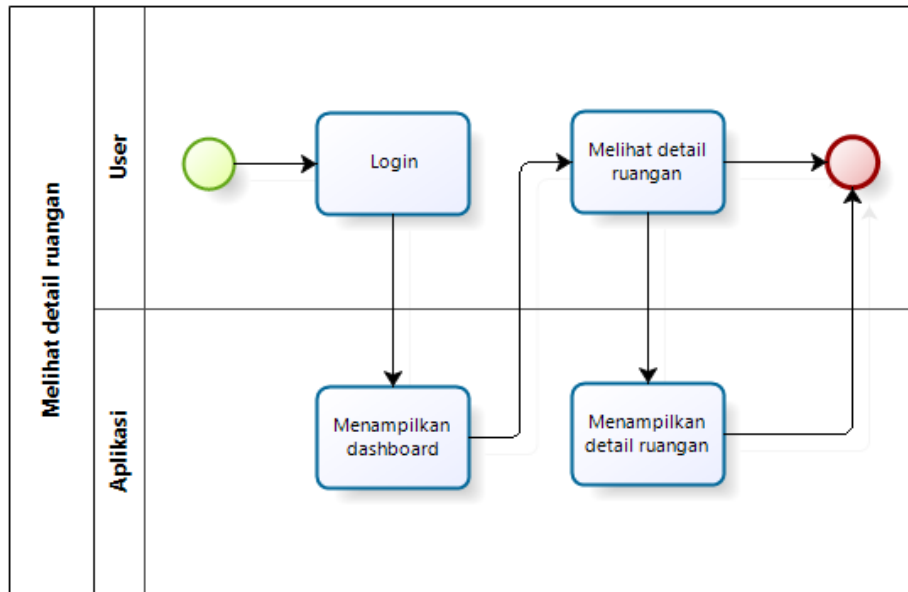 Melihat detail ruangan
User
Login
Melihat detail
ruangan
Aplikasi
Menampilkan
dashboard
Menampilkan
detail ruangan